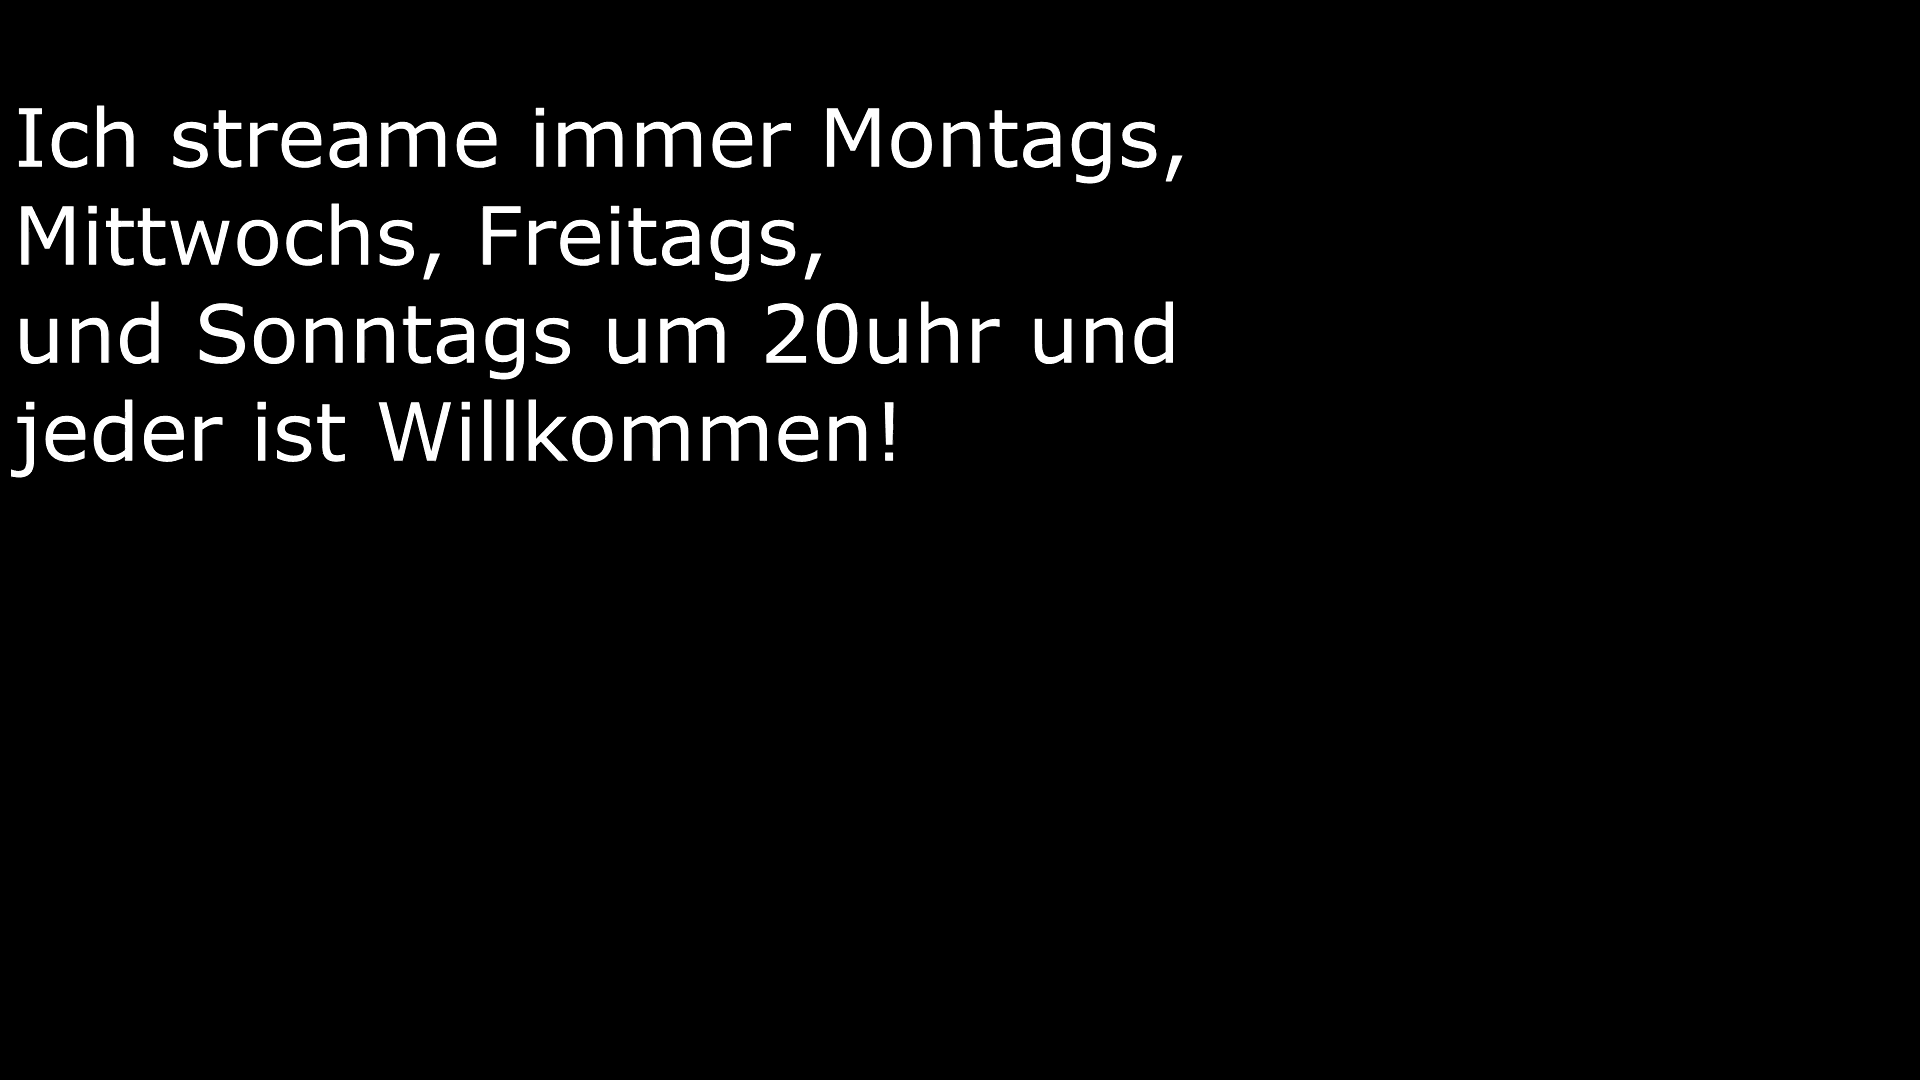 Ich streame immer Montags,
Mittwochs, Freitags,
und Sonntags um 20uhr und
jeder ist Willkommen!